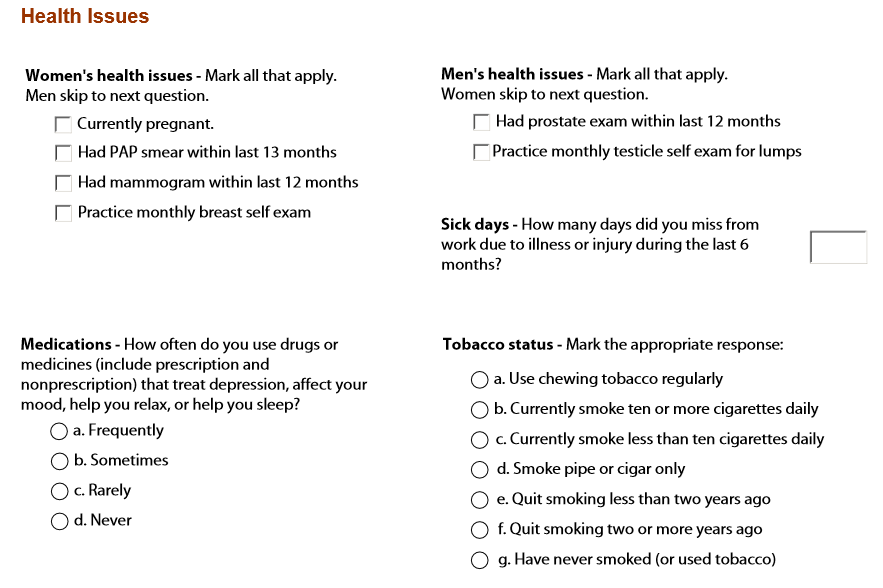 Health Issues
Women's health issues - Mark all that apply.
Men skip to next question.
Currently pregnant.
Had PAP smear within last 13 months
Had mammogram within last 12 months
Practice monthly breast self exam
Men's health issues - Mark all that apply.
Women skip to next question.
Had prostate exam within last 12 months
Practice monthly testicle self exam for lumps
Sick days - How many days did you miss from
work due to illness or injury during the last 6
months?
Medications - How often do you use drugs or
medicines (include prescription and
nonprescription) that treat depression, affect your
mood, help you relax, or help you sleep?
a. Frequently
b. Sometimes
c. Rarely
d. Never
Tobacco status - Mark the appropriate response:
a. Use chewing tobacco regularly
b. Currently smoke ten or more cigarettes daily
c. Currently smoke less than ten cigarettes daily
d. Smoke pipe or cigar only
e. Quit smoking less than two years ago
f. Quit smoking two or more years ago
g. Have never smoked (or used tobacco)